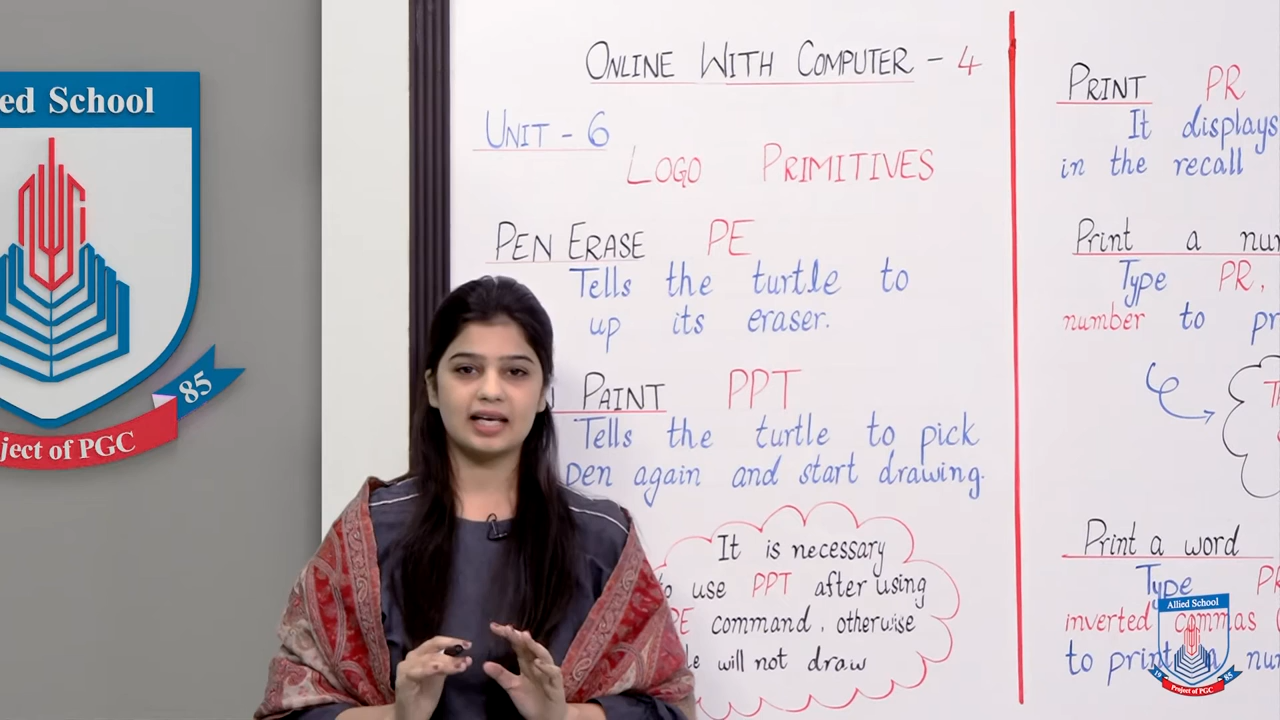 ed School
85
ject of PGC
ONLINE WITH COMPUTER - 4
UNIT - 6
LOGO PRIMITIVES
PEN ERASE PE
Tells the turtle to
up its eraser.
PAINT PPT
Tells the turtle to pick
pen again and start drawing.
It is necessary
use PPT after using
command, otherwise
will not draw
PRINT PR
It displays
in the recall
Print a
Type PR,
number to
Print a word
Type
inverted commas
to print a
Allied School
19 85
Project of PGC